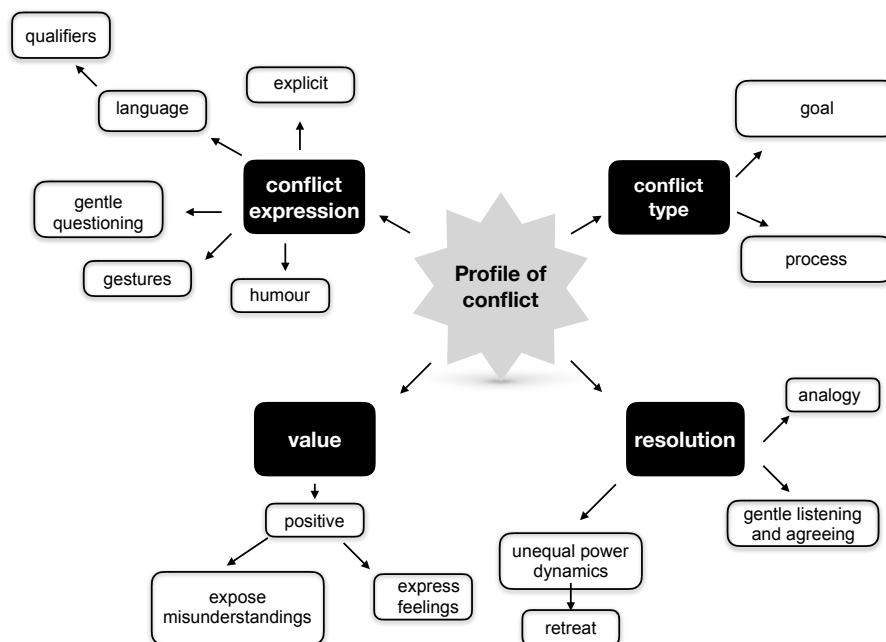 qualifiers
explicit
language
goal
conflict
expression
conflict
type
gentle
questioning
process
gestures
humour
Profile of
conflict
analogy
value
resolution
positive
gentle listening
and agreeing
unequal power
dynamics
expose
misunderstandings
express
feelings
retreat